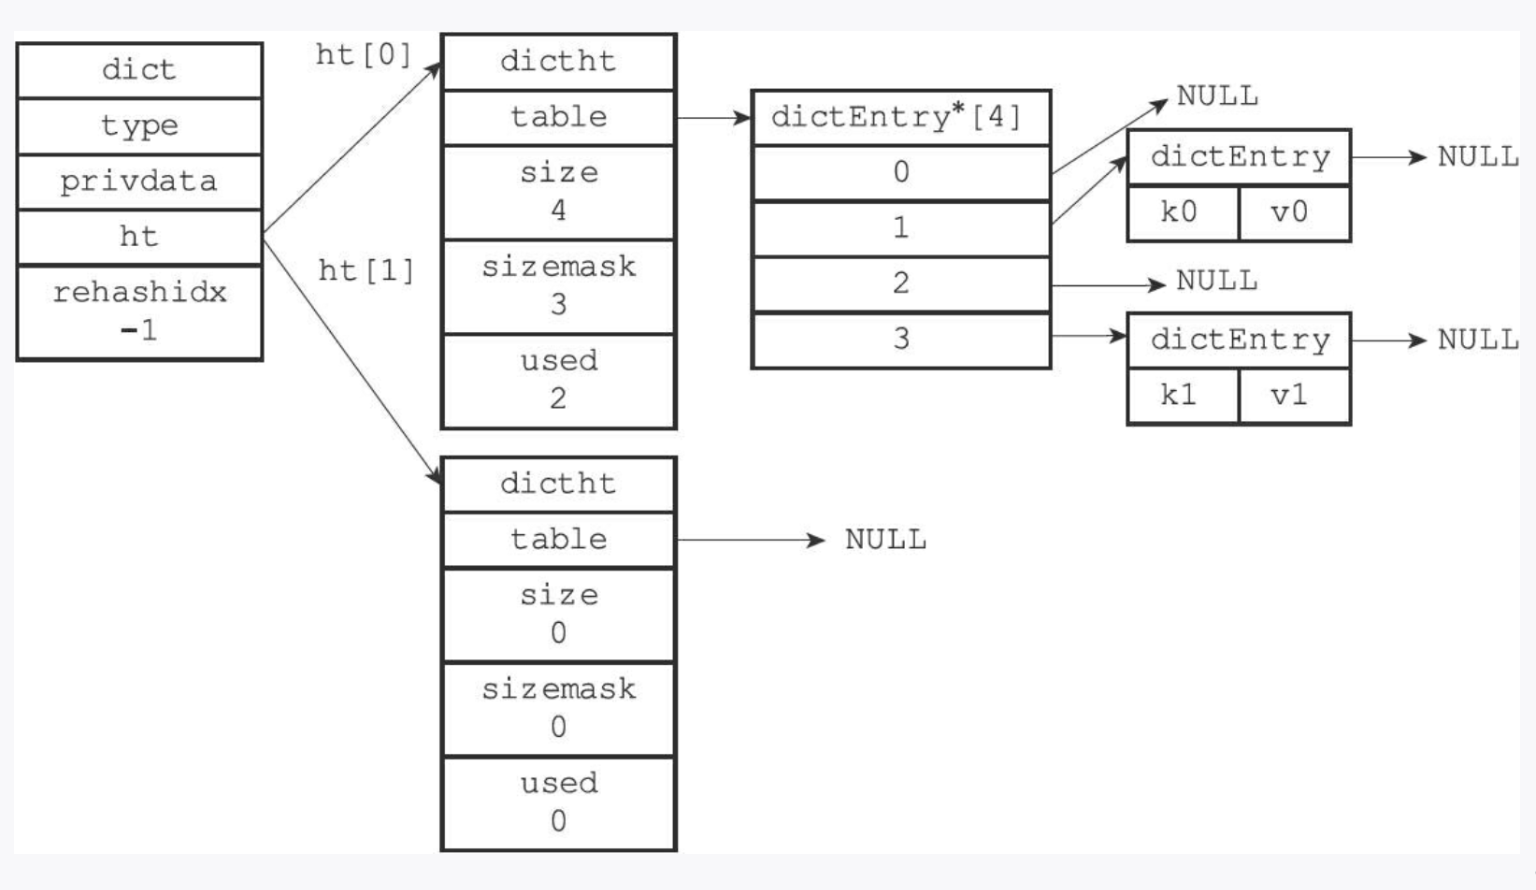 dict
type
privdata
ht
rehashidx
-1
ht[0]
ht[1]
dictht
table
size
4
sizemask
3
used
2
dictEntry*[4]
0
1
2
3
NULL
dictEntry
k0 v0
NULL
NULL
dictEntry
k1 v1
NULL
dictht
table
size
0
sizemask
0
used
0
NULL